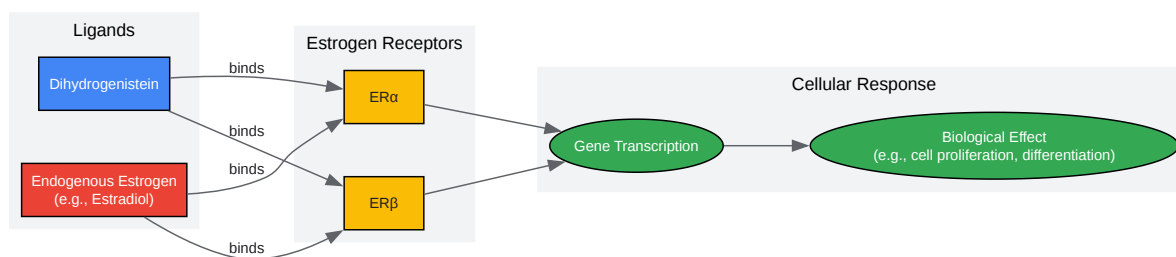 Ligands
Dihydrogenistein
Endogenous Estrogen
(e.g., Estradiol)
binds
binds
binds
binds
Estrogen Receptors
ERα
ERβ
Cellular Response
Gene Transcription
Biological Effect
(e.g., cell proliferation, differentiation)